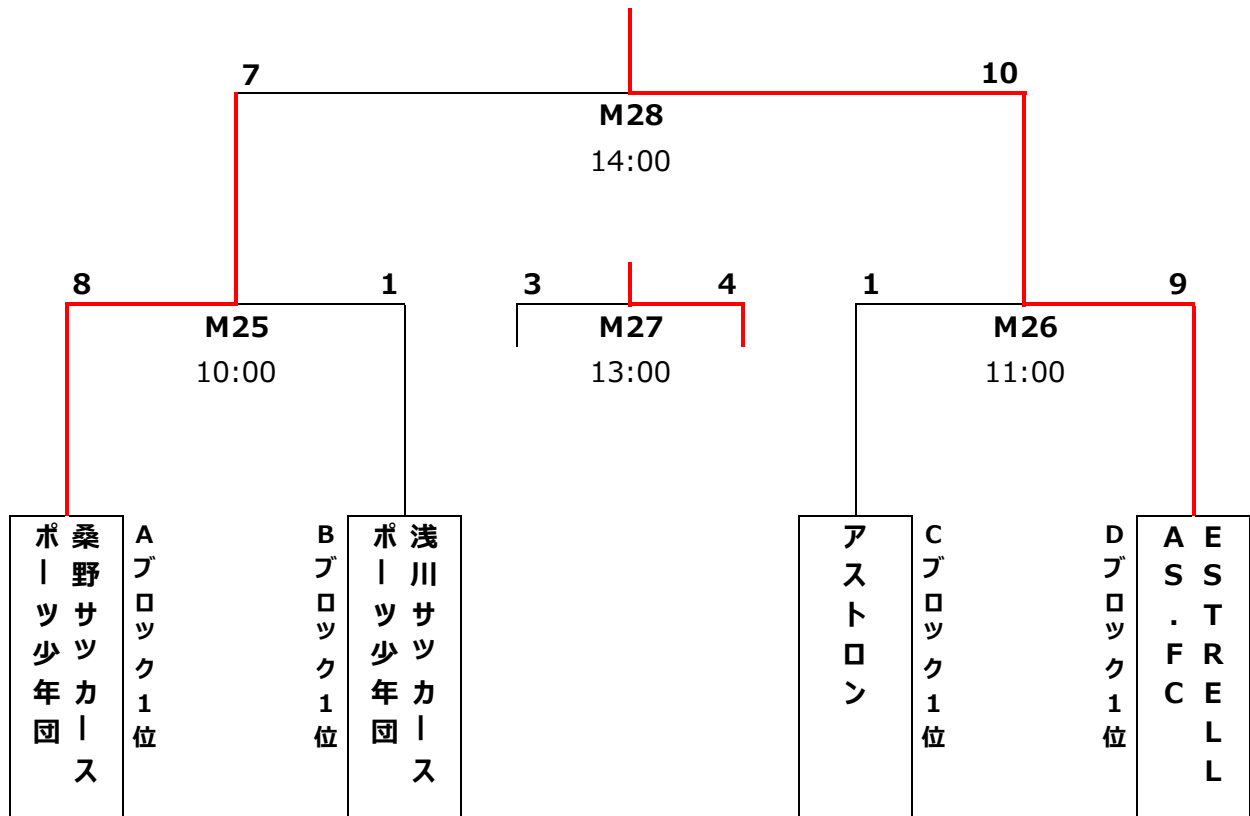 7
10
M28
14:00
8
1
3
4
1
9
M25
M27
M26
10:00
13:00
11:00
桑野サッカース
ポーツ少年団
Aブロック1位
Bブロック1位
浅川サッカース
ポーツ少年団
アストロン
Cブロック1位
Dブロック1位
ESTRELL
AS.FC